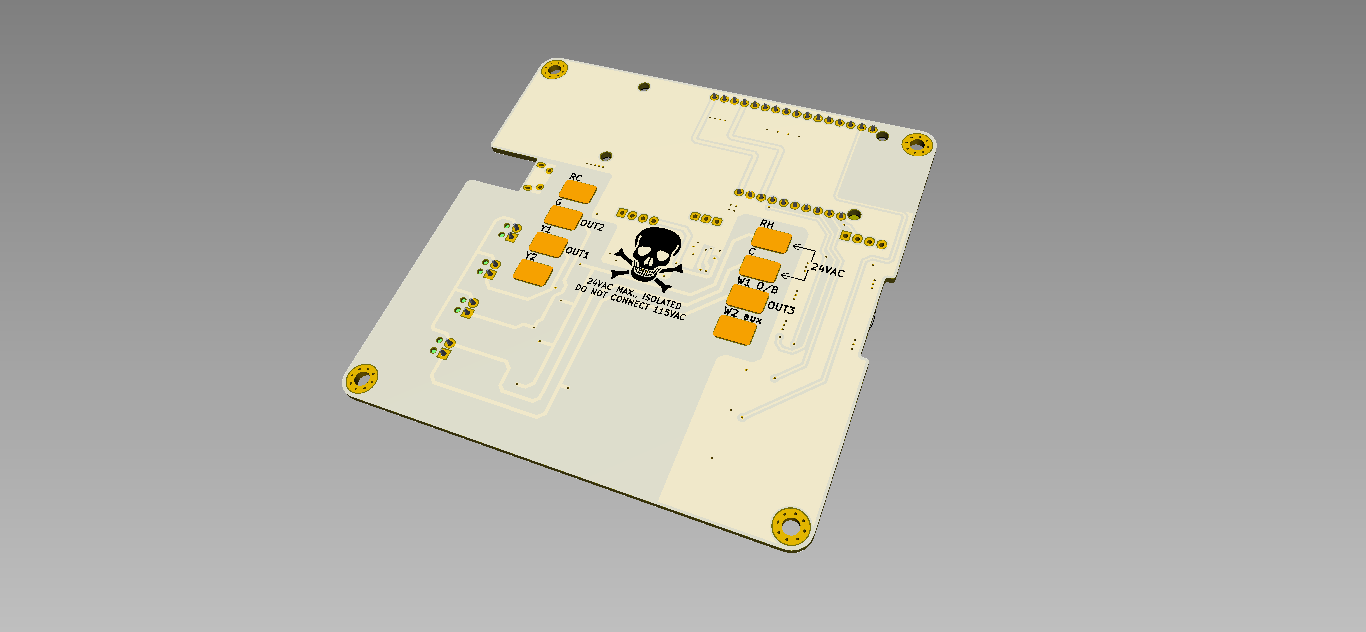 RC
G
OUT2
Y1
OUT1
Y2
24VAC MAX., ISOLATED
DO NOT CONNECT 115VAC
RH
C
24VAC
W1 O/B
OUT3
W2 aux